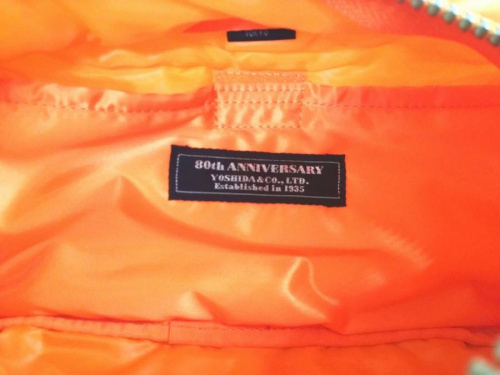 80th ANNIVERSARY
YOSHIDA & CO., LTD.
Established in 1935